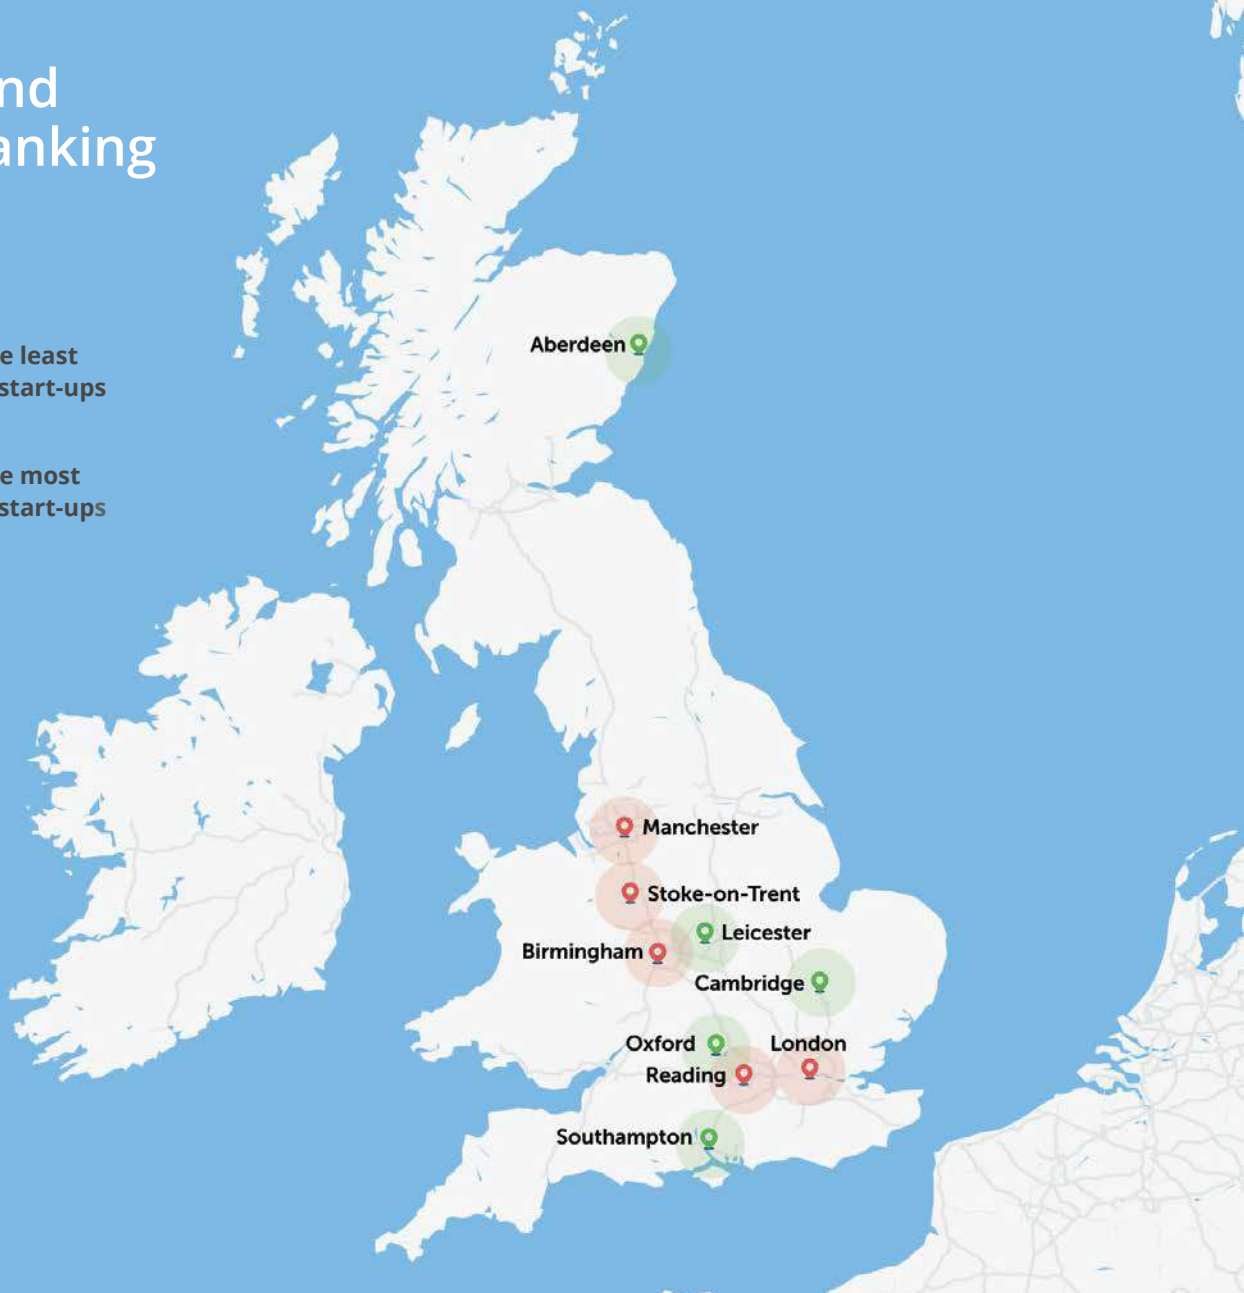 nd
anking
e least
start-ups
e most
start-ups
Aberdeen
Manchester
Stoke-on-Trent
Leicester
Birmingham
Cambridge
Oxford
London
Reading
Southampton